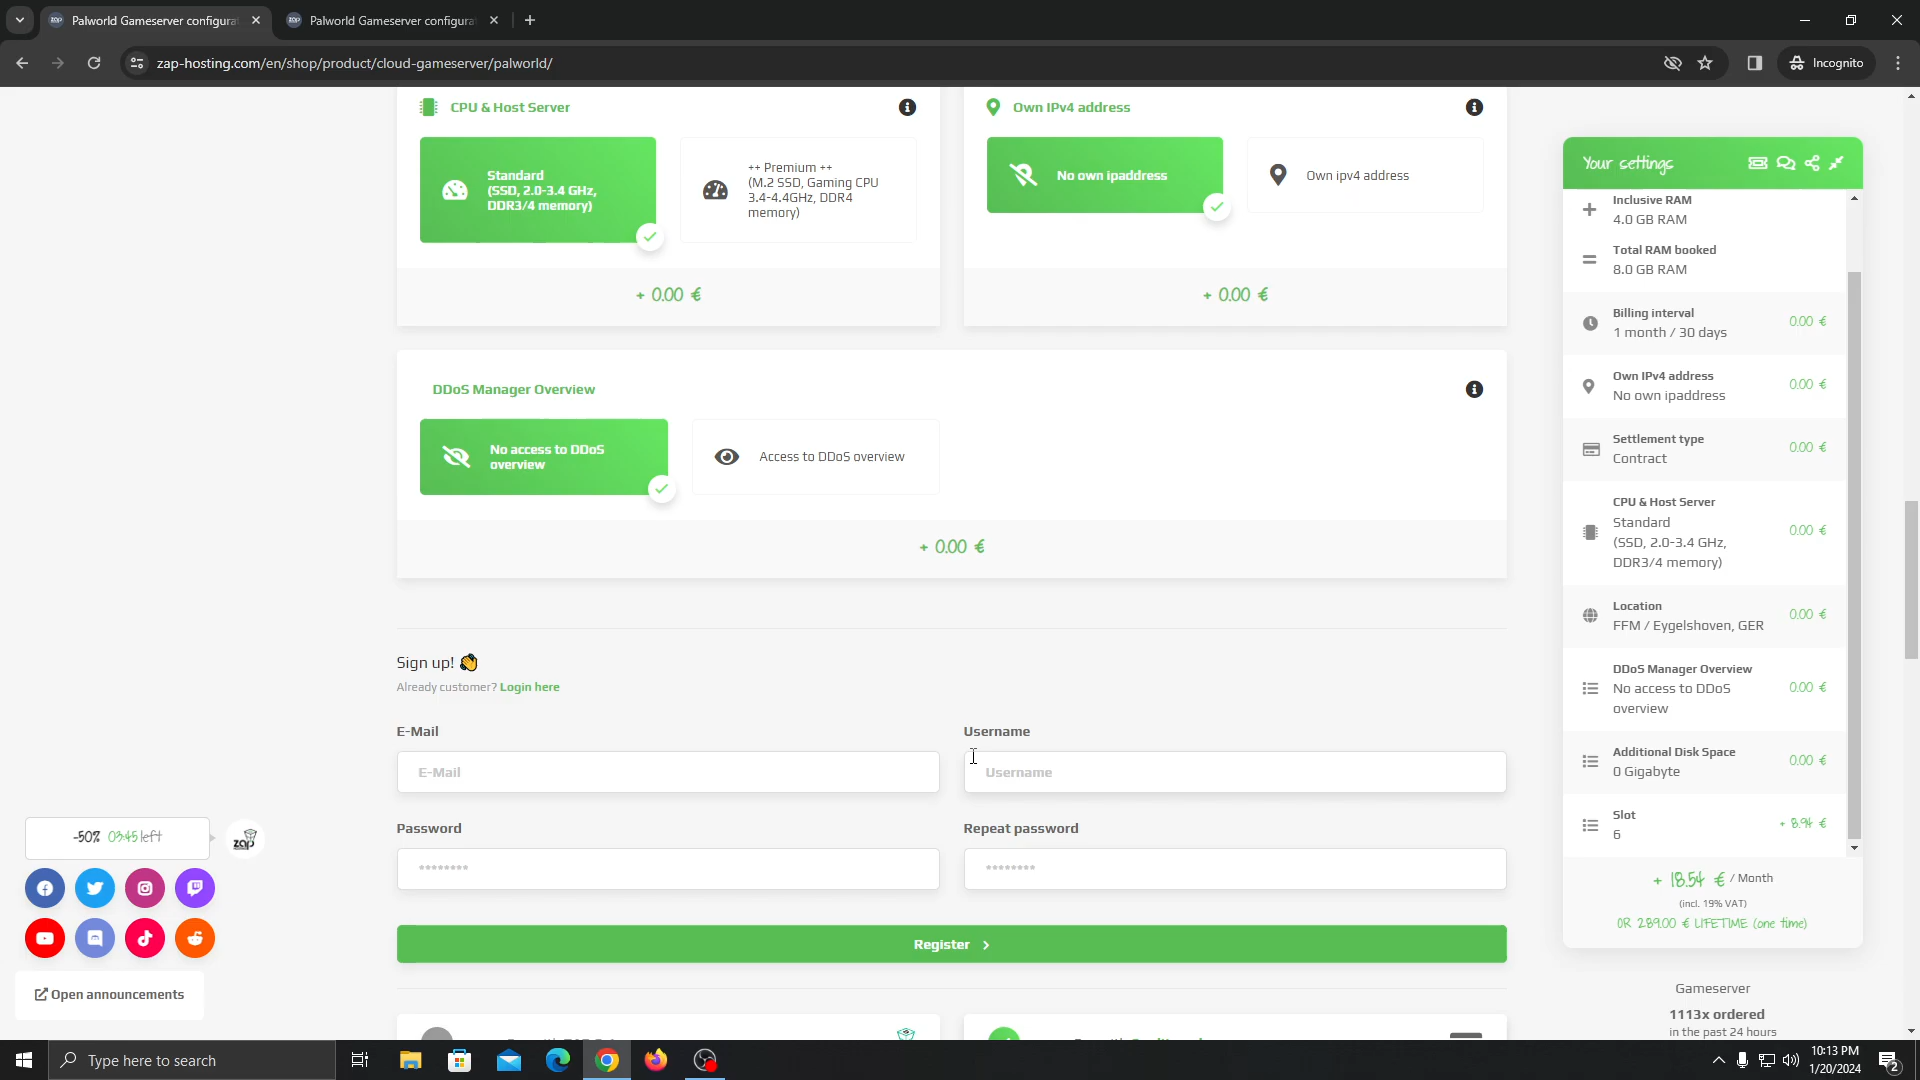 Palworld Gameserver configura
Palworld Gameserver configura
zap-hosting.com/en/shop/product/cloud-gameserver/palworld/
Incognito
CPU & Host Server
Standard
(SSD, 2.0-3.4 GHz,
DDR3/4 memory)
++ Premium ++
(M.2 SSD, Gaming CPU
3.4-4.4GHz, DDR4
memory)
+ 0.00 €
Own IPv4 address
No own ipaddress
Own ipv4 address
+ 0.00 €
DDoS Manager Overview
No access to DDoS
overview
Access to DDoS overview
+ 0.00 €
Sign up! 👋
Already customer? Login here
E-Mail
E-Mail
Username
Username
Password
********
Repeat password
********
Register
Your settings
Inclusive RAM
4.0 GB RAM
Total RAM booked
8.0 GB RAM
Billing interval
1 month / 30 days
0.00 €
Own IPv4 address
No own ipaddress
0.00 €
Settlement type
Contract
0.00 €
CPU & Host Server
Standard
(SSD, 2.0-3.4 GHz,
DDR3/4 memory)
0.00 €
Location
FFM / Eygelshoven, GER
0.00 €
DDoS Manager Overview
No access to DDoS
overview
0.00 €
Additional Disk Space
0 Gigabyte
0.00 €
Slot
6
+ 8.94 €
+ 18.54 € / Month
(incl. 19% VAT)
OR 289.00 € LIFETIME (one time)
Gameserver
1113x ordered
in the past 24 hours
-50% 03:45 left
zap
Open announcements
Type here to search
10:13 PM
1/20/2024
2